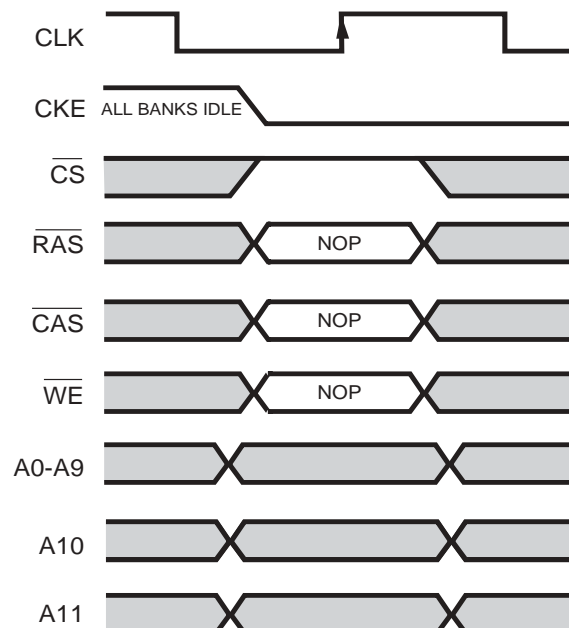 CLK
CKE ALL BANKS IDLE
CS
RAS NOP
CAS NOP
WE NOP
A0-A9
A10
A11